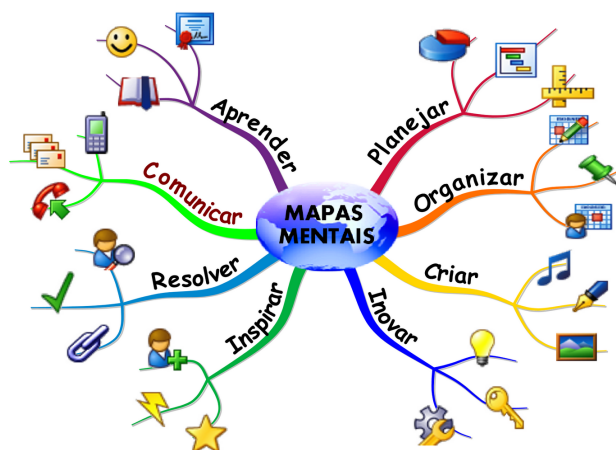 MAPAS
MENTAIS
Aprender
Planejar
Comunicar
Organizar
Resolver
Criar
Inspirar
Inovar